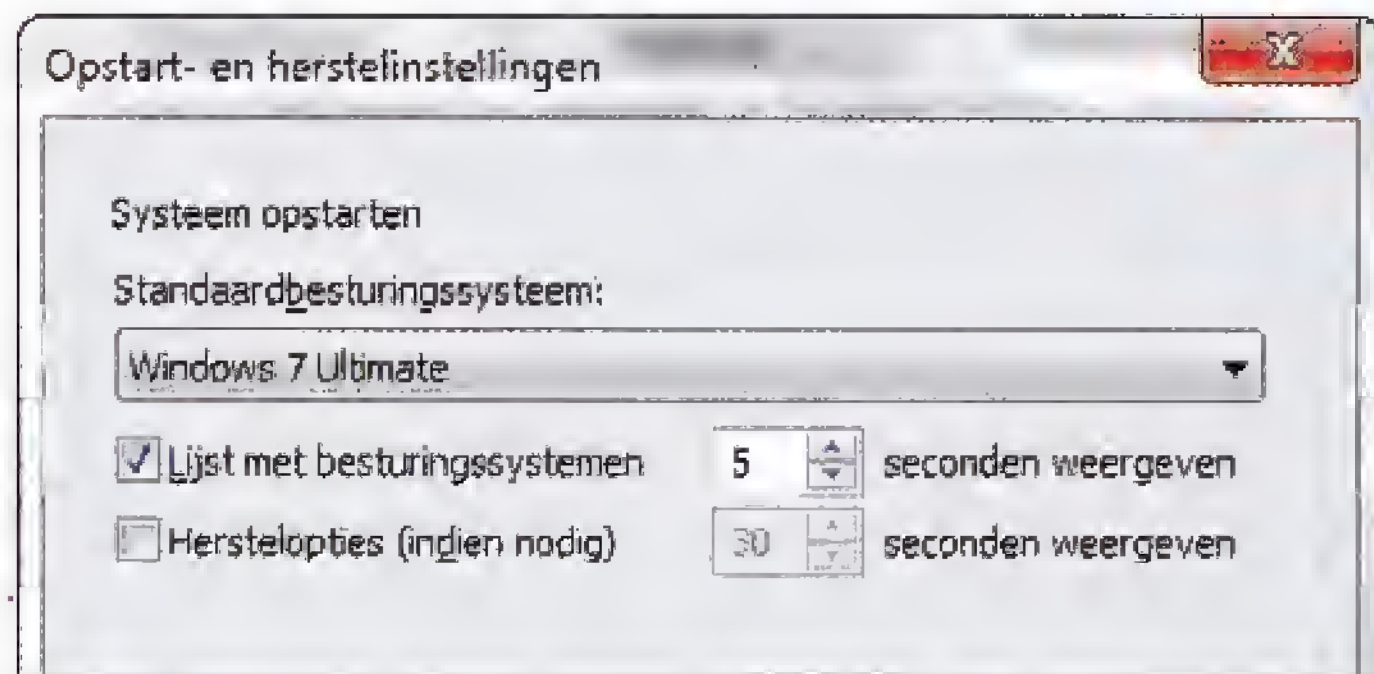 Opstart- en herstelinstellingen
Systeem opstarten
Standaardbesturingssysteem:
Windows 7 Ultimate
Lijst met besturingssystemen 5 seconden weergeven
Herstelopties (indien nodig) 30 seconden weergeven